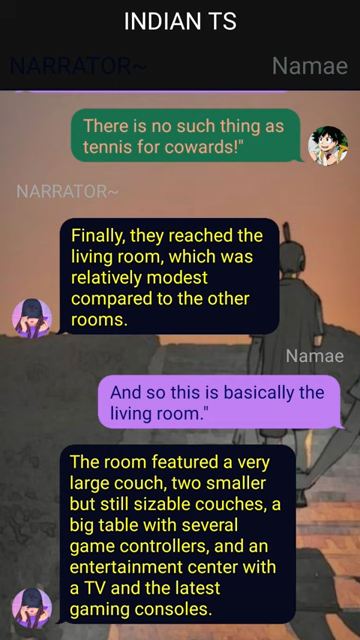 INDIAN TS
NARRATOR~
Namae
There is no such thing as
tennis for cowards!"
NARRATOR~
Finally, they reached the
living room, which was
relatively modest
compared to the other
rooms.
Namae
And so this is basically the
living room."
The room featured a very
large couch, two smaller
but still sizable couches, a
big table with several
game controllers, and an
entertainment center with
a TV and the latest
gaming consoles.